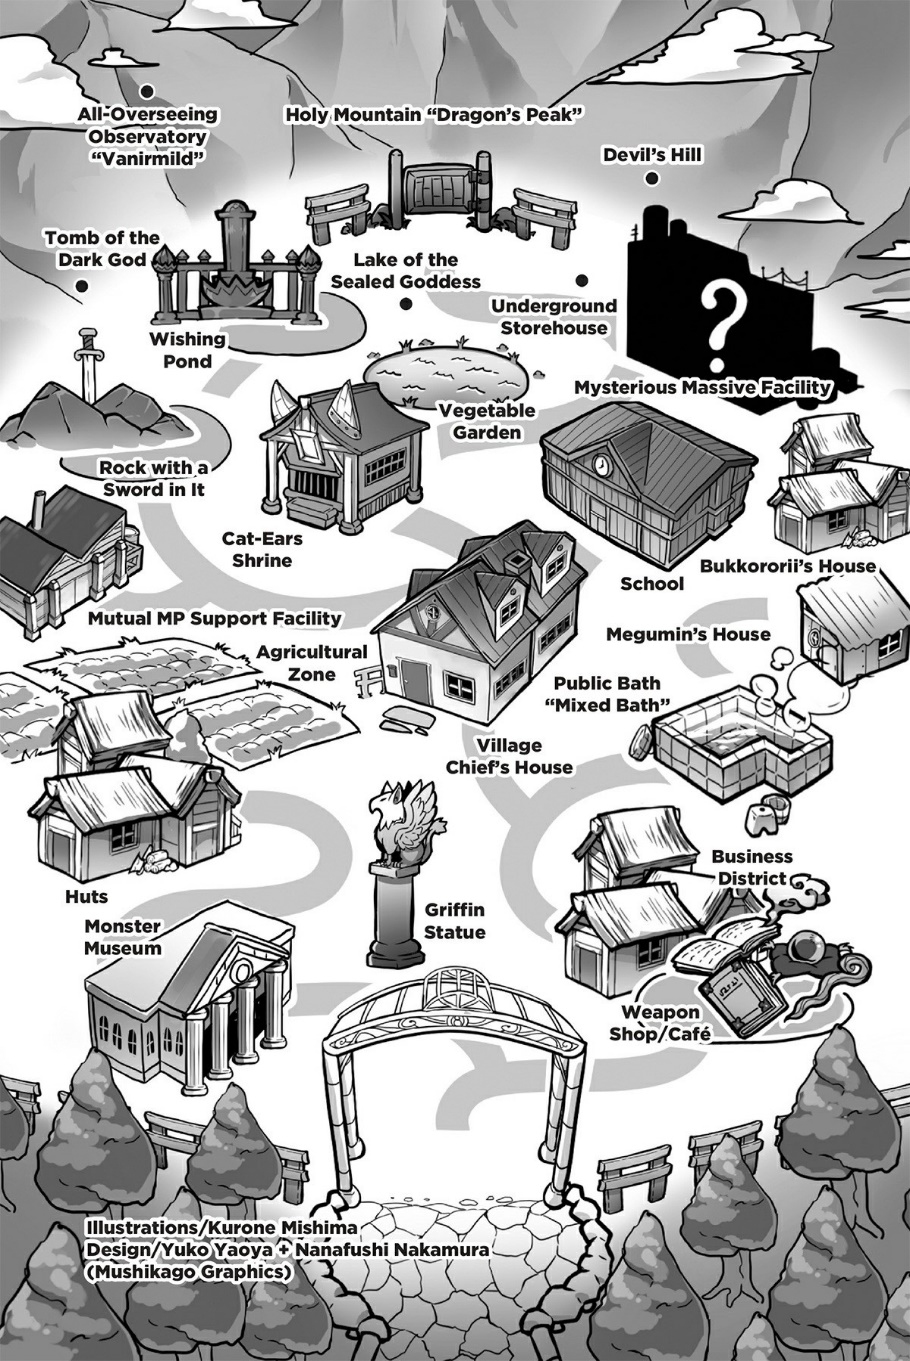 All-Overseeing
Observatory
“Vanirmild”
Holy Mountain “Dragon’s Peak”
Devil’s Hill
Tomb of the
Dark God
Lake of the
Sealed Goddess
Underground
Storehouse
?
Wishing
Pond
Mysterious Massive Facility
Vegetable
Garden
Rock with a
Sword in It
Cat-Ears
Shrine
School
Bukkororii’s House
Mutual MP Support Facility
Megumin’s House
Agricultural
Zone
Public Bath
“Mixed Bath”
Village
Chief’s House
Business
District
Huts
Griffin
Statue
Monster
Museum
Weapon
Shop/Café
Illustrations/Kurone Mishima
Design/Yuko Yaoya + Nanafushi Nakamura
(Mushikago Graphics)